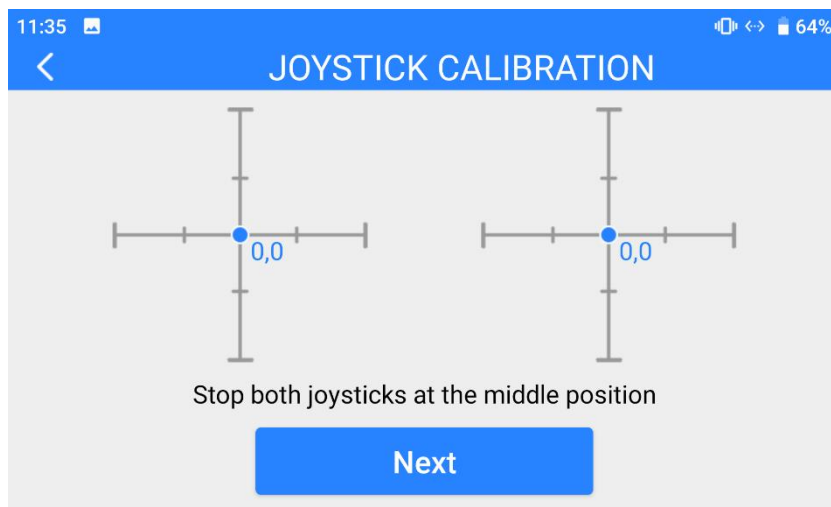 11:35 64%
JOYSTICK CALIBRATION
0,0 0,0
Stop both joysticks at the middle position
Next